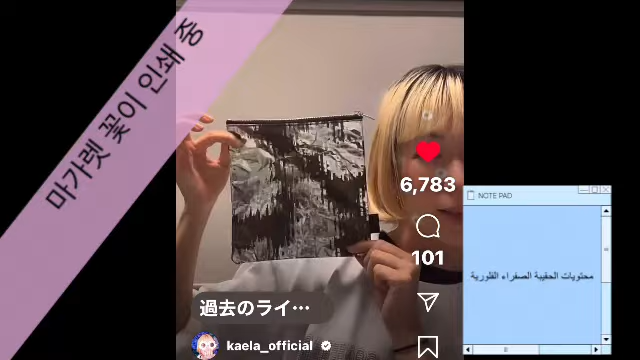 마가렛 꽃이 인쇄 중
6,783
101
過去のライ…
kaela_official
NOTE PAD
محتويات الحقيبة الصفراء الفلورية